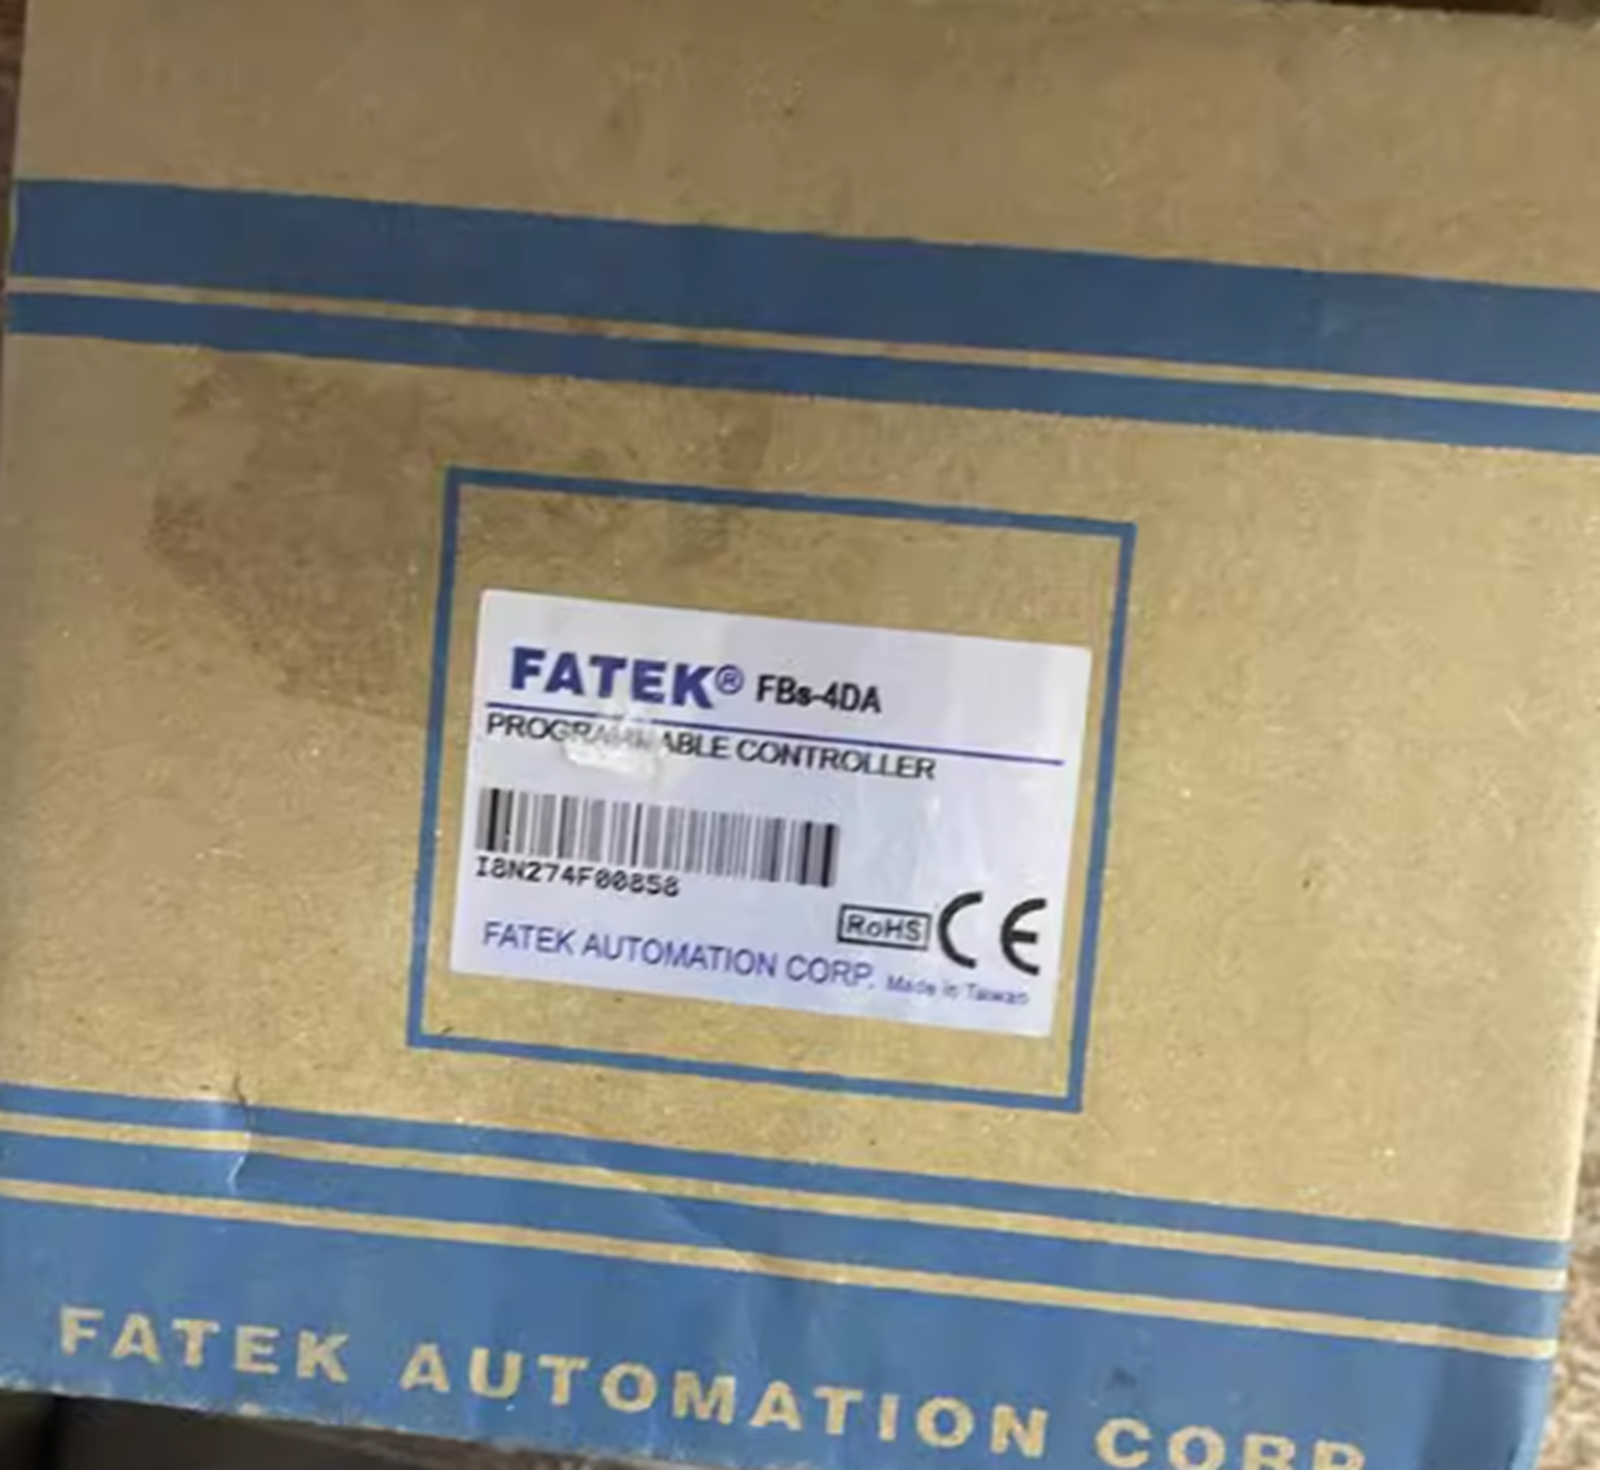 FATEK® FBs-4DA
PROGRAMMABLE CONTROLLER
I8N274F00858
RoHS CE
FATEK AUTOMATION CORP. Made in Taiwan
FATEK AUTOMATION CORP